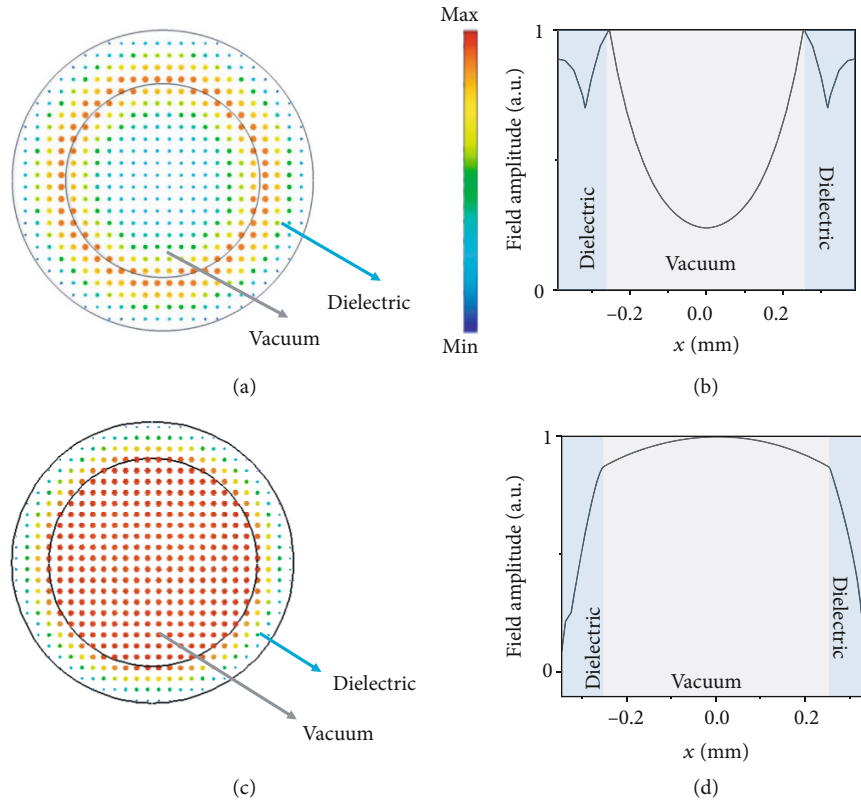 Max
Min
Dielectric
Vacuum
(a)
1
0
Field amplitude (a.u.)
Dielectric
Vacuum
Dielectric
−0.2
0.0
0.2
x (mm)
(b)
Dielectric
Vacuum
(c)
1
0
Field amplitude (a.u.)
Dielectric
Vacuum
Dielectric
−0.2
0.0
0.2
x (mm)
(d)